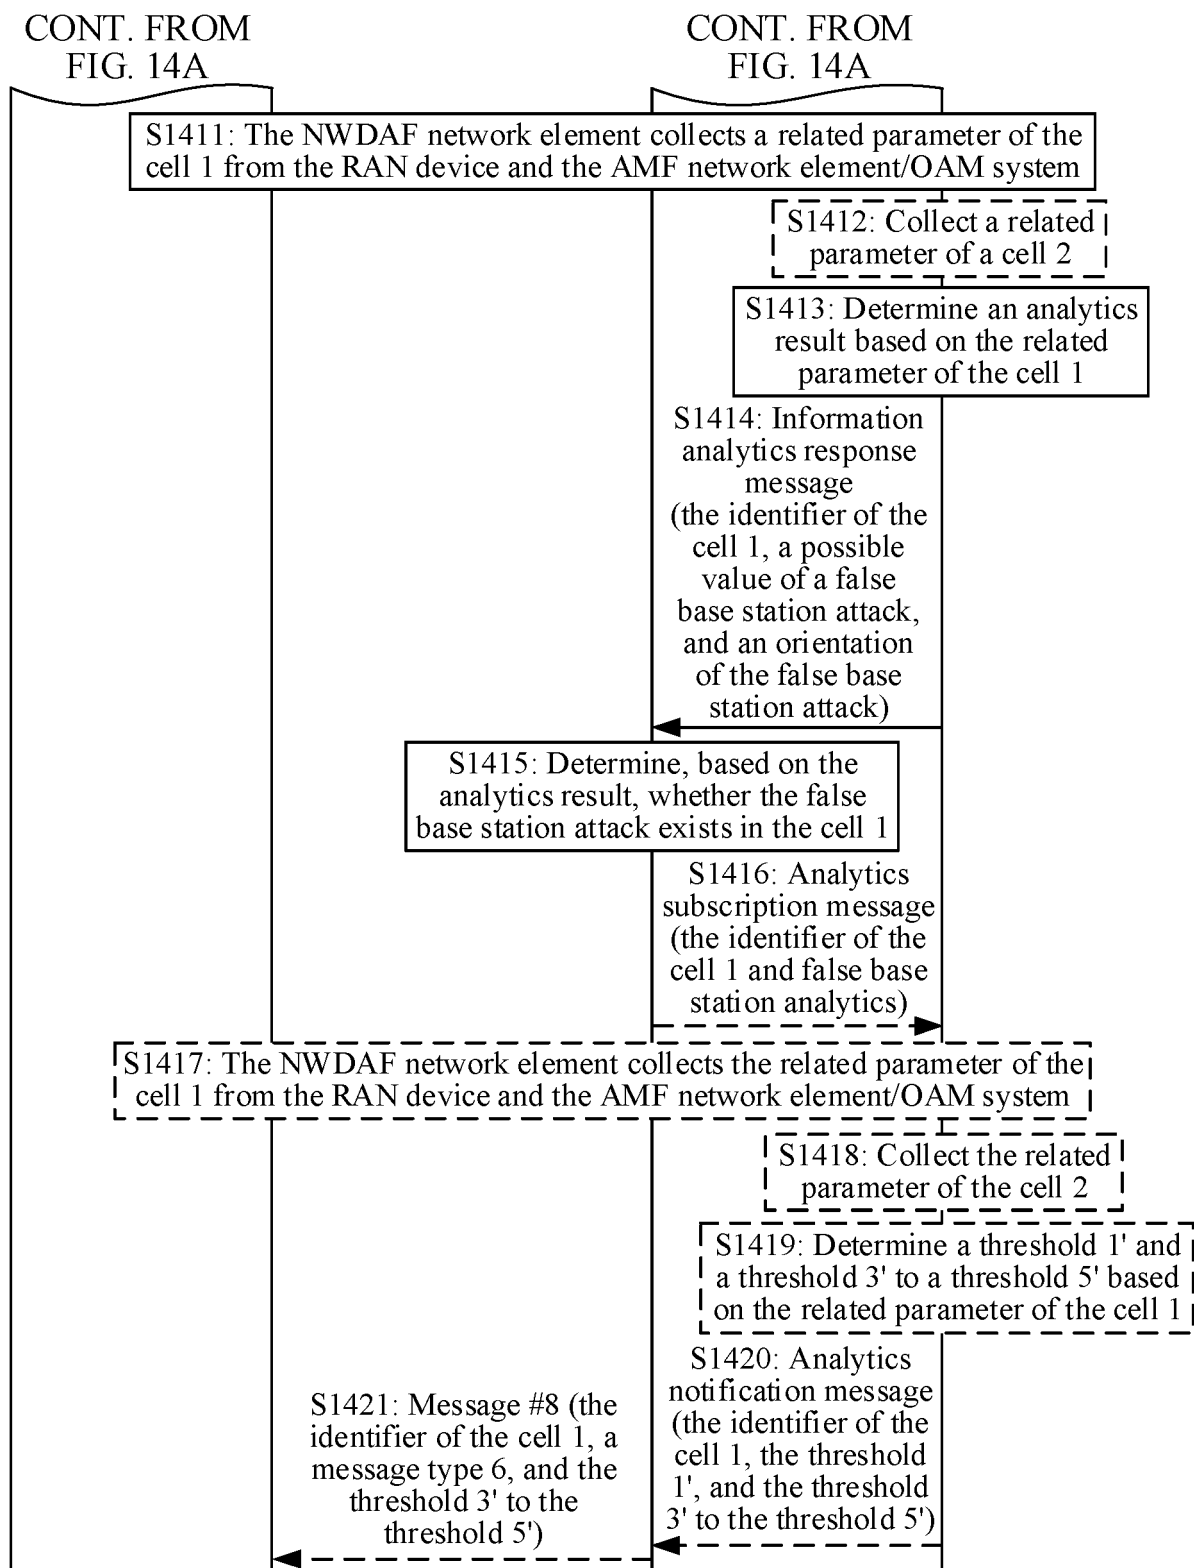 CONT. FROM
FIG. 14A
CONT. FROM
FIG. 14A
S1411: The NWDAF network element collects a related parameter of the
cell 1 from the RAN device and the AMF network element/OAM system
S1412: Collect a related
parameter of a cell 2
S1413: Determine an analytics
result based on the related
parameter of the cell 1
S1414: Information
analytics response
message
(the identifier of the
cell 1, a possible
value of a false
base station attack,
and an orientation
of the false base
station attack)
S1415: Determine, based on the
analytics result, whether the false
base station attack exists in the cell 1
S1416: Analytics
subscription message
(the identifier of the
cell 1 and false base
station analytics)
S1417: The NWDAF network element collects the related parameter of the
cell 1 from the RAN device and the AMF network element/OAM system
S1418: Collect the related
parameter of the cell 2
S1419: Determine a threshold 1' and
a threshold 3' to a threshold 5' based
on the related parameter of the cell 1
S1420: Analytics
notification message
(the identifier of the
cell 1, the threshold
1', and the threshold
3' to the threshold 5')
S1421: Message #8 (the
identifier of the cell 1, a
message type 6, and the
threshold 3' to the
threshold 5')